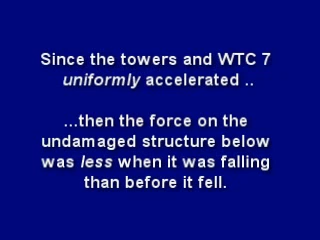 Since the towers and WTC 7
uniformly accelerated ..
...then the force on the
undamaged structure below
was less when it was falling
than before it fell.